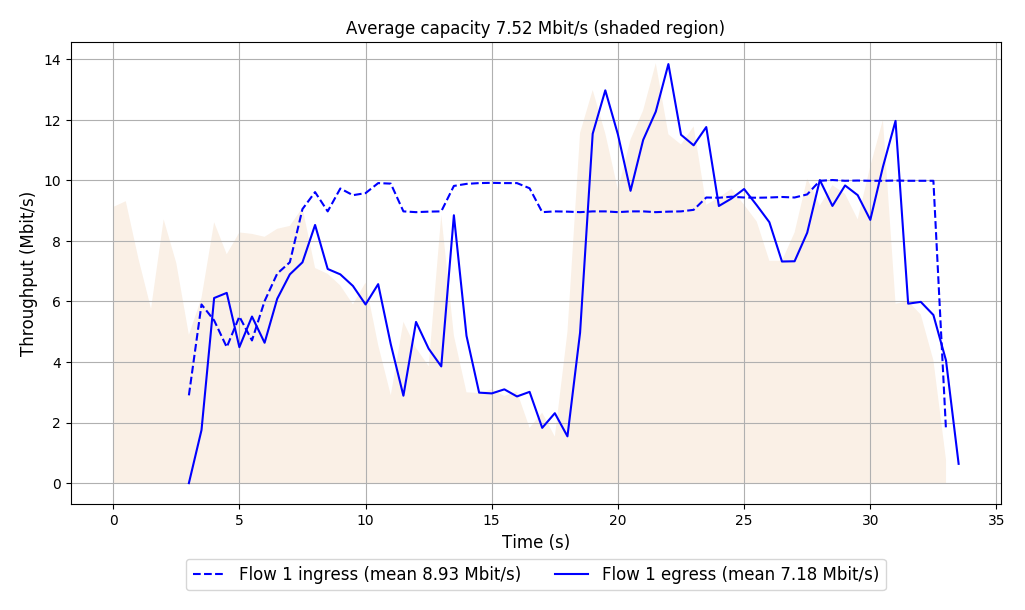 Average capacity 7.52 Mbit/s (shaded region)
Throughput (Mbit/s)
14
12
10
8
6
4
2
0
0 5 10 15 20 25 30 35
Time (s)
Flow 1 ingress (mean 8.93 Mbit/s) Flow 1 egress (mean 7.18 Mbit/s)